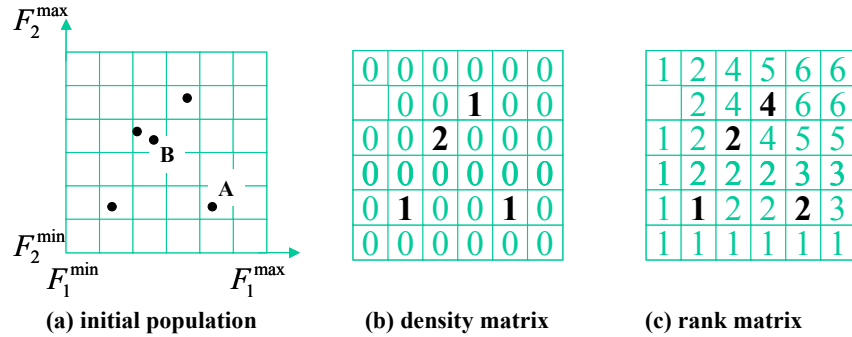 F₂ᵐᵃˣ
B
A
F₂ᵐⁱⁿ
F₁ᵐⁱⁿ F₁ᵐᵃˣ
(a) initial population
0 0 0 0 0 0
0 0 1 0 0
0 0 2 0 0 0
0 0 0 0 0 0
0 1 0 0 1 0
0 0 0 0 0 0
(b) density matrix
1 2 4 5 6 6
2 4 4 6 6
1 2 2 4 5 5
1 2 2 2 3 3
1 1 2 2 2 3
1 1 1 1 1 1
(c) rank matrix